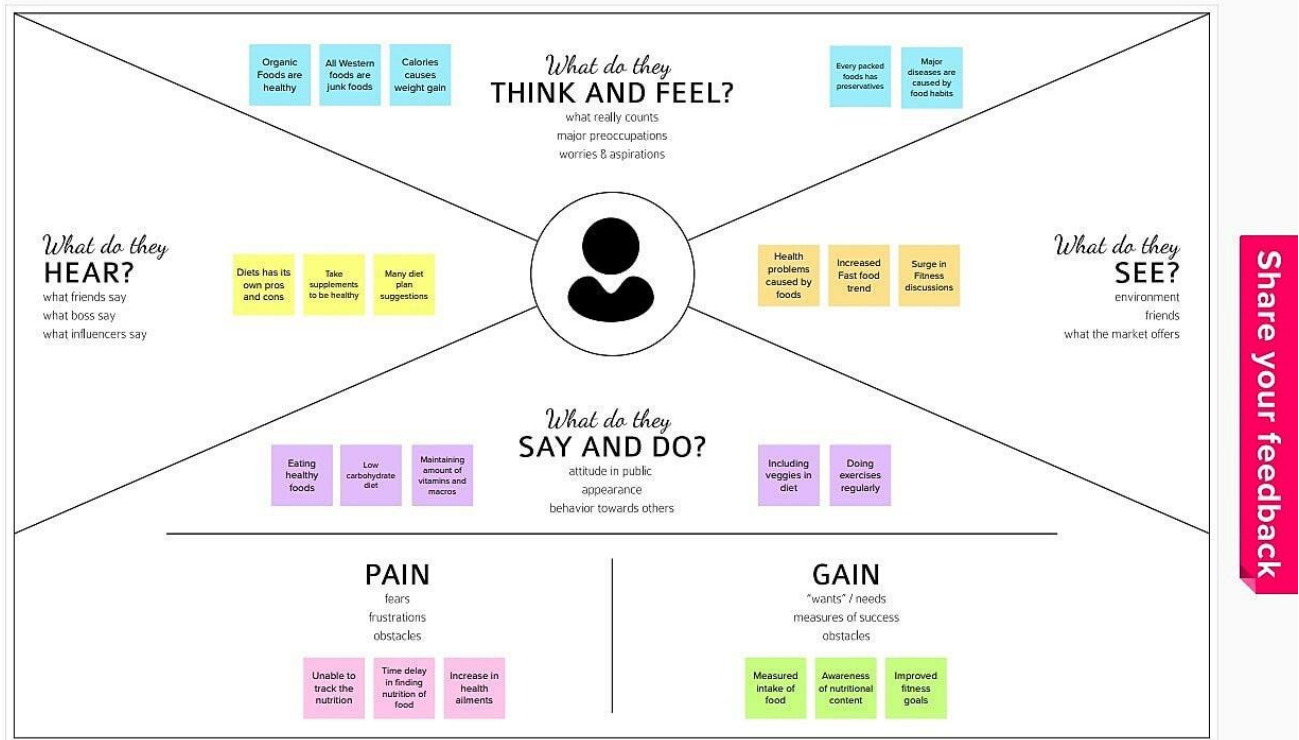 Organic
Foods are
healthy
All Western
foods are
junk foods
Calories
causes
weight gain
What do they
THINK AND FEEL?
what really counts
major preoccupations
worries & aspirations
Every packed
foods has
preservatives
Major
diseases are
caused by
food habits
What do they
HEAR?
what friends say
what boss say
what influencers say
Diets has its
own pros
and cons
Take
supplements
to be healthy
Many diet
plan
suggestions
Health
problems
caused by
foods
Increased
Fast food
trend
Surge in
Fitness
discussions
What do they
SEE?
environment
friends
what the market offers
Eating
healthy
foods
Low
carbohydrate
diet
Maintaining
amount of
vitamins and
macros
What do they
SAY AND DO?
attitude in public
appearance
behavior towards others
Including
veggies in
diet
Doing
exercises
regularly
PAIN
fears
frustrations
obstacles
Unable to
track the
nutrition
Time delay
in finding
nutrition of
food
Increase in
health
ailments
GAIN
"wants" / needs
measures of success
obstacles
Measured
intake of
food
Awareness
of nutritional
content
Improved
fitness
goals
Share your feedback